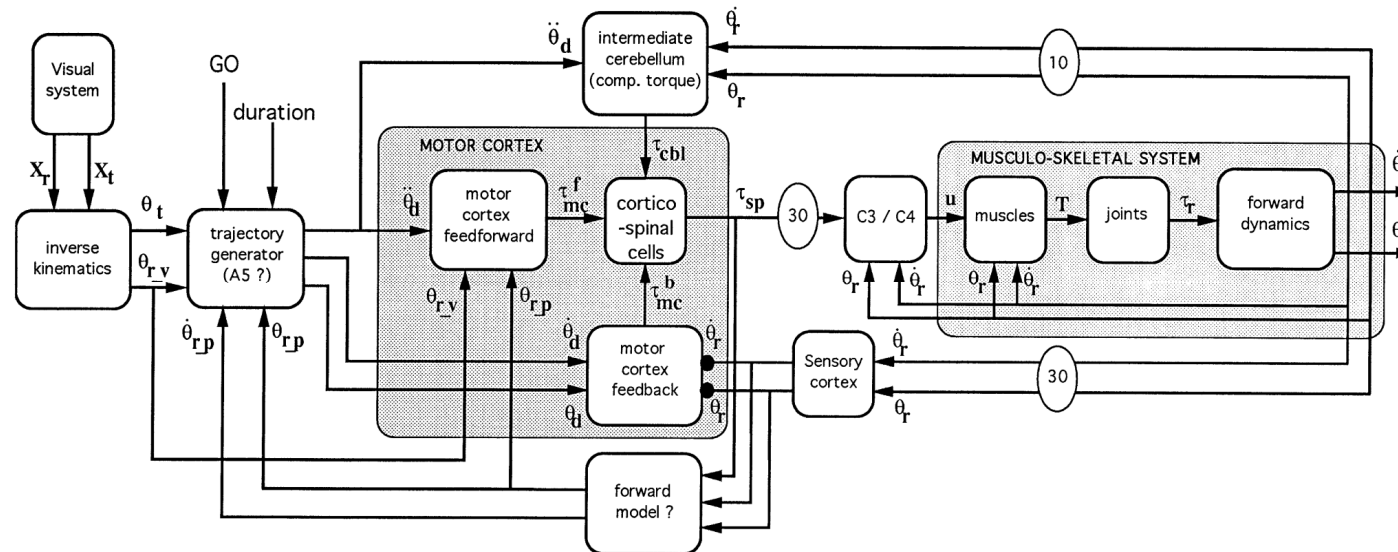 Visual
system
GO
duration
X_r
X_t
inverse
kinematics
θ_t
θ_r_v
trajectory
generator
(A5 ?)
θ̇_r_p
θ_r_p
θ̈_d
intermediate
cerebellum
(comp. torque)
θ̇_r
θ_r
10
MOTOR CORTEX
θ̈_d
motor
cortex
feedforward
τ_mc^f
τ_cbl
cortico
-spinal
cells
θ_r_v
θ_r_p
τ_mc^b
θ̇_d
θ_d
motor
cortex
feedback
θ̇_r
θ_r
τ_sp
30
C3 / C4
θ_r
θ̇_r
u
MUSCULO-SKELETAL SYSTEM
muscles
θ_r
θ̇_r
T
joints
τ_r
forward
dynamics
θ̇
θ
Sensory
cortex
θ̇_r
θ_r
30
forward
model ?